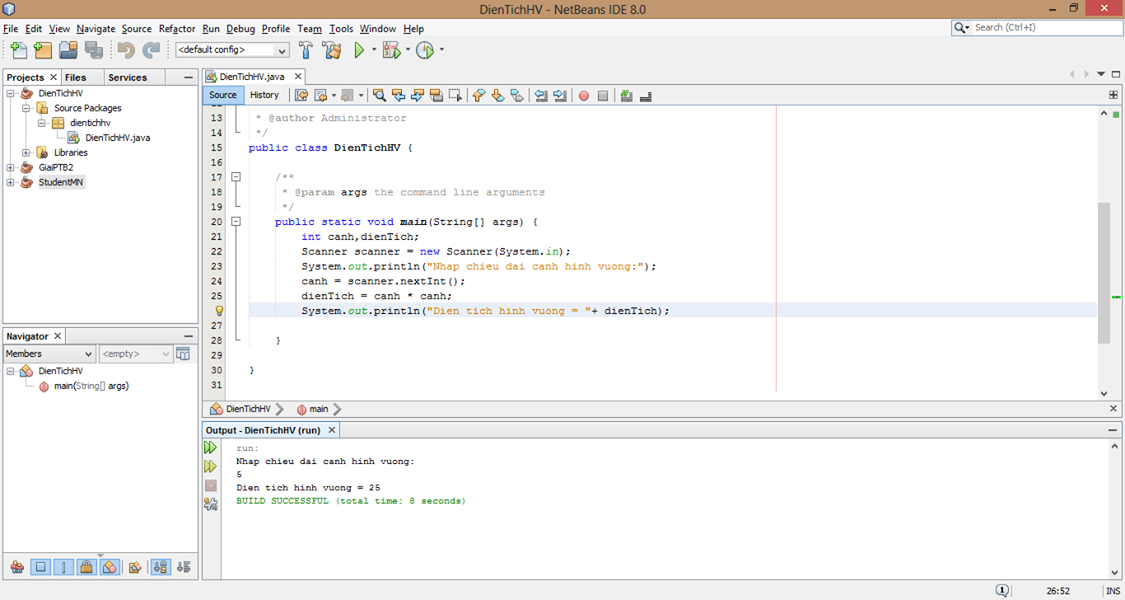 DienTichHV - NetBeans IDE 8.0
File Edit View Navigate Source Refactor Run Debug Profile Team Tools Window Help
Search (Ctrl+I)
<default config>
Projects Files Services
DienTichHV
Source Packages
dientichhv
DienTichHV.java
Libraries
GiaiPTB2
StudentMN
Navigator
Members <empty>
DienTichHV
main(String[] args)
DienTichHV.java
Source History
13 * @author Administrator
14 */
15 public class DienTichHV {
16
17 /**
18 * @param args the command line arguments
19 */
20 public static void main(String[] args) {
21 int canh,dienTich;
22 Scanner scanner = new Scanner(System.in);
23 System.out.println("Nhap chieu dai canh hinh vuong:");
24 canh = scanner.nextInt();
25 dienTich = canh * canh;
System.out.println("Dien tich hinh vuong = "+ dienTich);
27
28 }
29
30 }
31
DienTichHV main
Output - DienTichHV (run)
run:
Nhap chieu dai canh hinh vuong:
5
Dien tich hinh vuong = 25
BUILD SUCCESSFUL (total time: 8 seconds)
1 26:52 INS